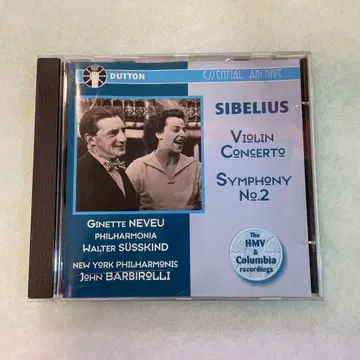 DUTTON
ESSENTIAL ARCHIVE
SIBELIUS
VIOLIN
CONCERTO
SYMPHONY
No.2
GINETTE NEVEU
PHILHARMONIA
WALTER SÜSSKIND
NEW YORK PHILHARMONIC
JOHN BARBIROLLI
The
HMV
& Columbia
recordings